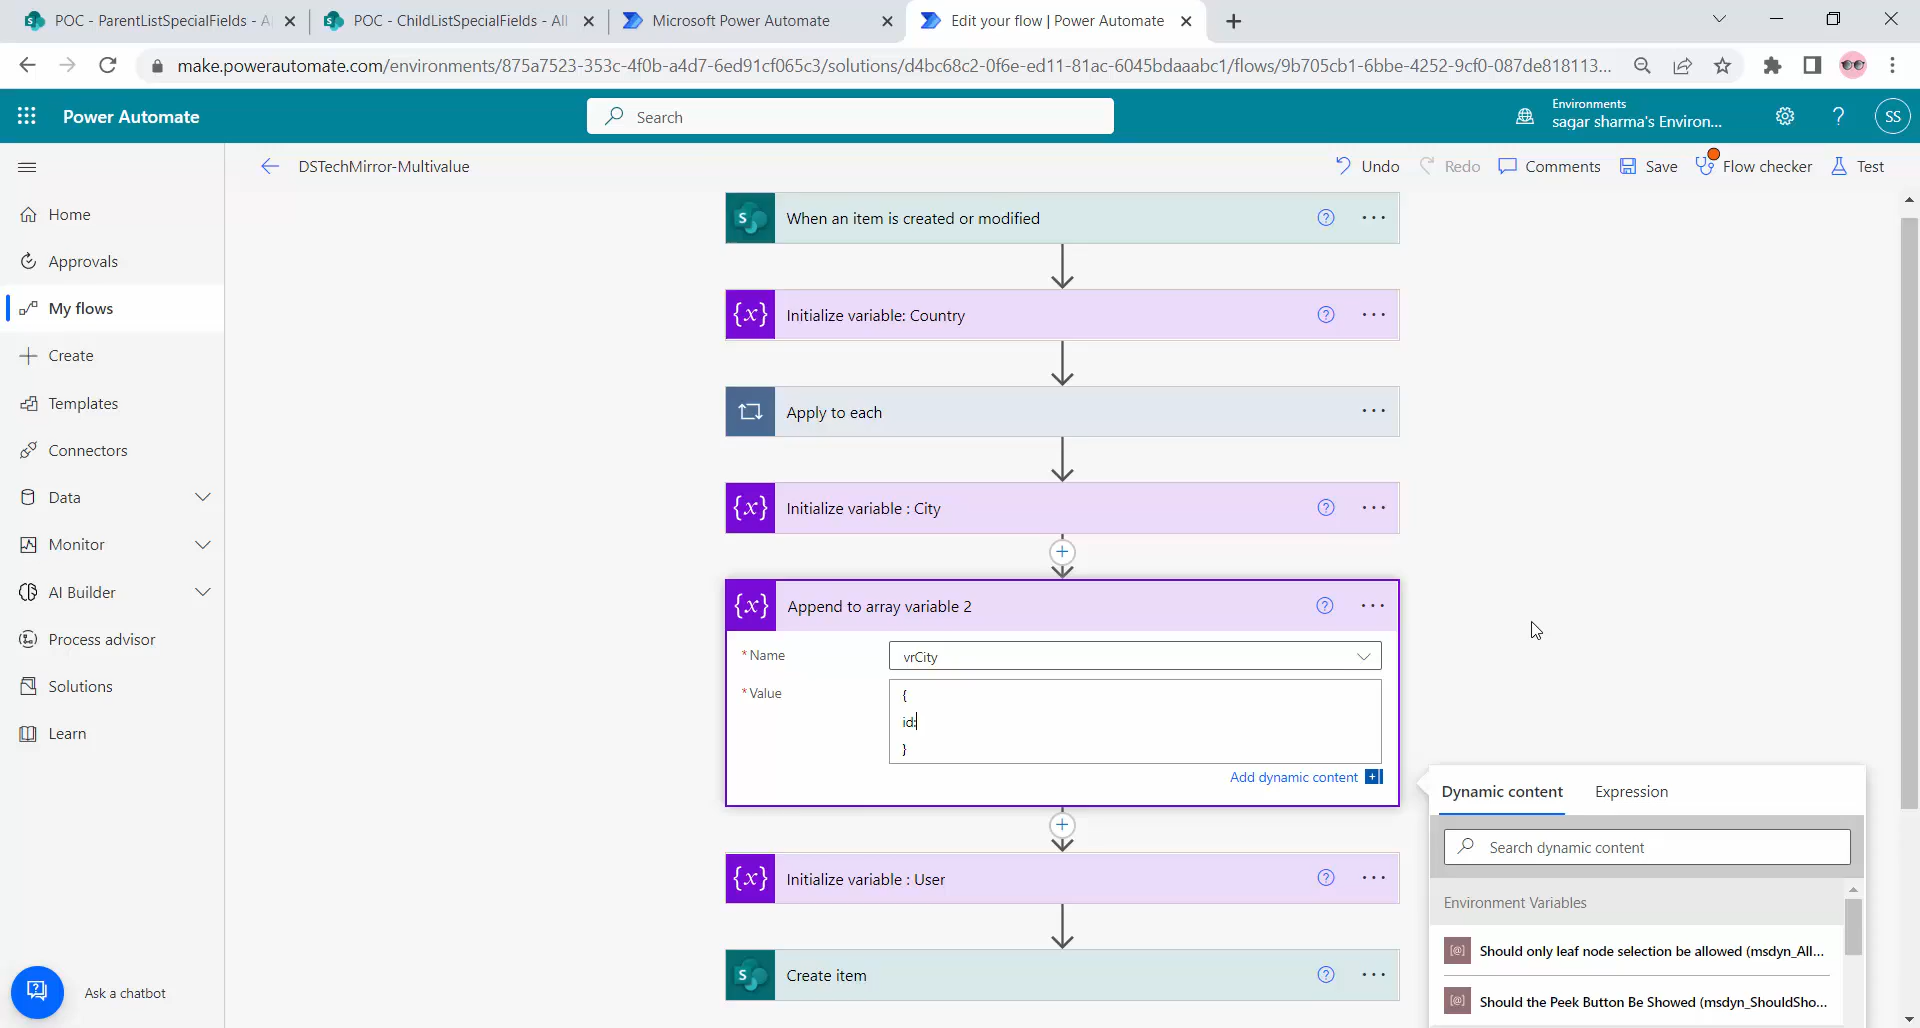 POC - ParentListSpecialFields - A
POC - ChildListSpecialFields - All
Microsoft Power Automate
Edit your flow | Power Automate
make.powerautomate.com/environments/875a7523-353c-4f0b-a4d7-6ed91cf065c3/solutions/d4bc68c2-0f6e-ed11-81ac-6045bdaaabc1/flows/9b705cb1-6bbe-4252-9cf0-087de818113...
Power Automate
Search
Environments
sagar sharma's Environ...
SS
DSTechMirror-Multivalue
Undo
Redo
Comments
Save
Flow checker
Test
Home
Approvals
My flows
Create
Templates
Connectors
Data
Monitor
AI Builder
Process advisor
Solutions
Learn
Ask a chatbot
When an item is created or modified
Initialize variable: Country
Apply to each
Initialize variable : City
Append to array variable 2
* Name
vrCity
* Value
{
id:
}
Add dynamic content
Initialize variable : User
Create item
Dynamic content
Expression
Search dynamic content
Environment Variables
Should only leaf node selection be allowed (msdyn_All...
Should the Peek Button Be Showed (msdyn_ShouldSho...